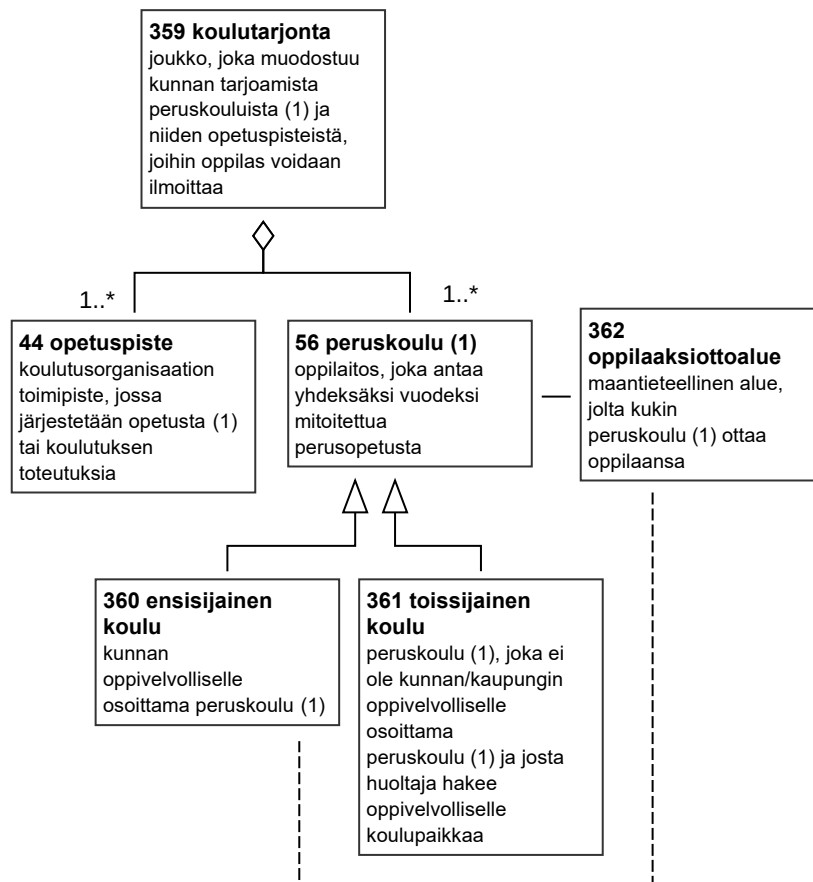 359 koulutarjonta
joukko, joka muodostuu
kunnan tarjoamista
peruskouluista (1) ja
niiden opetuspisteistä,
joihin oppilas voidaan
ilmoittaa
1..*
1..*
44 opetuspiste
koulutusorganisaation
toimipiste, jossa
järjestetään opetusta (1)
tai koulutuksen
toteutuksia
56 peruskoulu (1)
oppilaitos, joka antaa
yhdeksäksi vuodeksi
mitoitettua
perusopetusta
362
oppilaaksiottoalue
maantieteellinen alue,
jolta kukin
peruskoulu (1) ottaa
oppilaansa
360 ensisijainen
koulu
kunnan
oppivelvolliselle
osoittama peruskoulu (1)
361 toissijainen
koulu
peruskoulu (1), joka ei
ole kunnan/kaupungin
oppivelvolliselle
osoittama
peruskoulu (1) ja josta
huoltaja hakee
oppivelvolliselle
koulupaikkaa